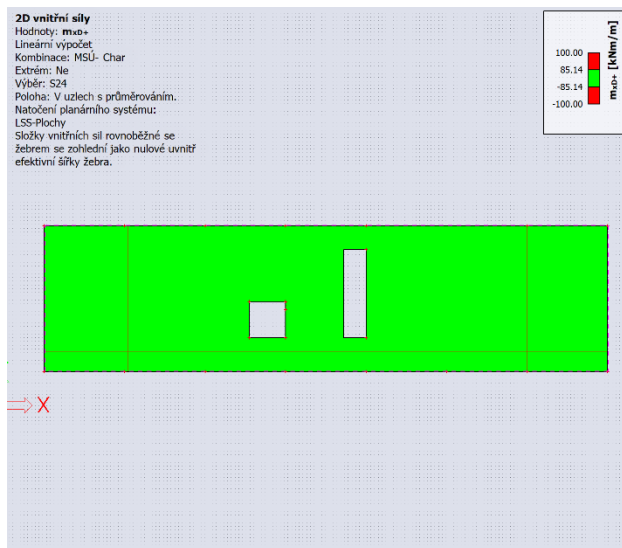 2D vnitřní síly
Hodnoty: mxD+
Lineární výpočet
Kombinace: MSÚ- Char
Extrém: Ne
Výběr: S24
Poloha: V uzlech s průměrováním.
Natočení planárního systému:
LSS-Plochy
Složky vnitřních sil rovnoběžné se
žebrem se zohlední jako nulové uvnitř
efektivní šířky žebra.
100.00
85.14
-85.14
-100.00
mxD+ [kNm/m]
X